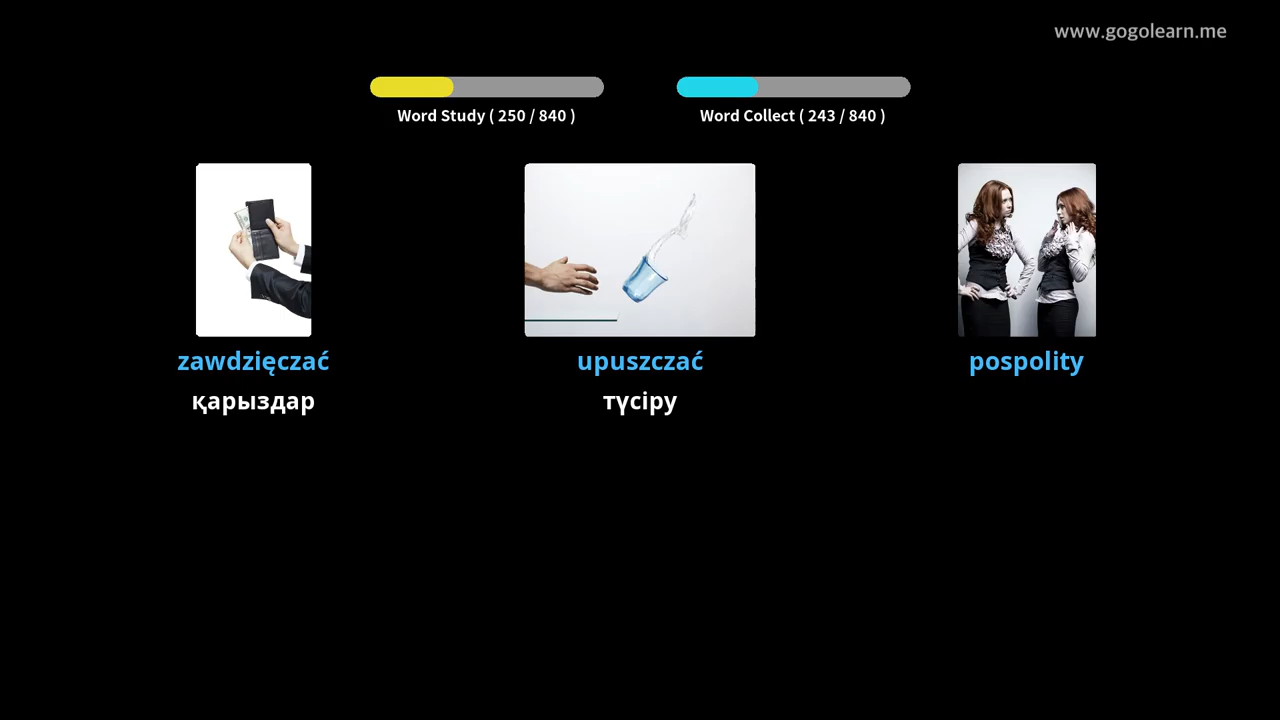 www.gogolearn.me
Word Study ( 250 / 840 )
Word Collect ( 243 / 840 )
zawdzięczać
қарыздар
upuszczać
түсіру
pospolity